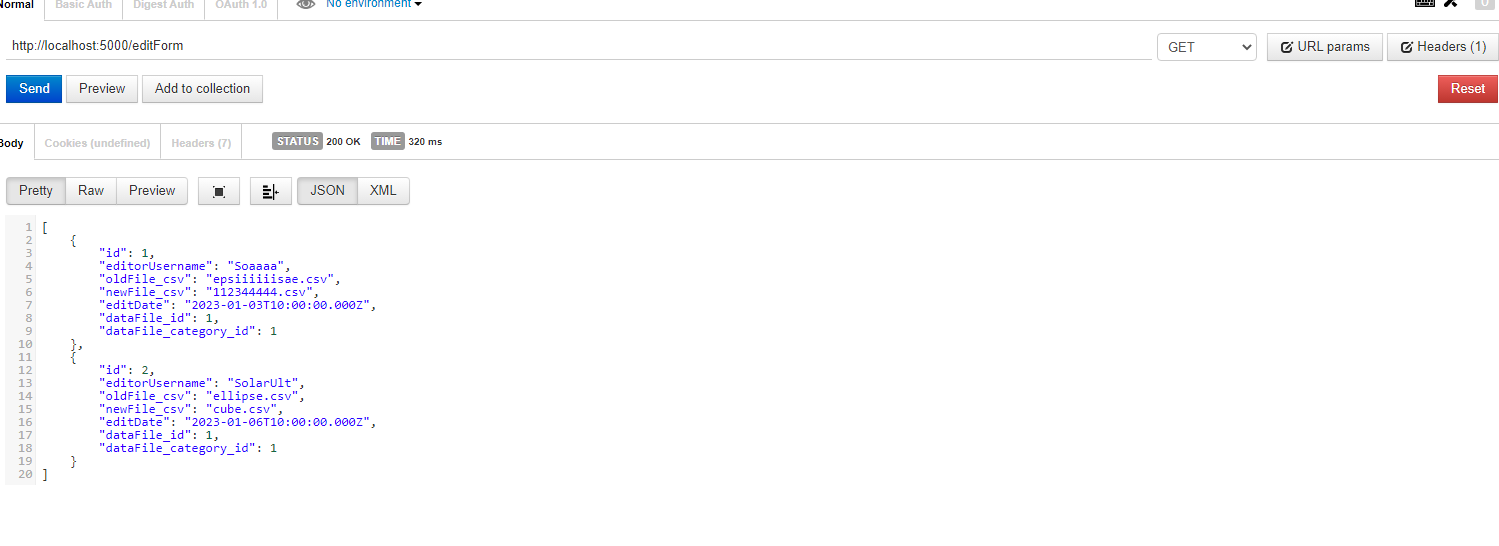 Normal Basic Auth Digest Auth OAuth 1.0 No environment 0
http://localhost:5000/editForm GET URL params Headers (1)
Send Preview Add to collection Reset
Body Cookies (undefined) Headers (7) STATUS 200 OK TIME 320 ms
Pretty Raw Preview JSON XML
1 [
2 {
3 "id": 1,
4 "editorUsername": "Soaaaa",
5 "oldFile_csv": "epsiiiiiisae.csv",
6 "newFile_csv": "112344444.csv",
7 "editDate": "2023-01-03T10:00:00.000Z",
8 "dataFile_id": 1,
9 "dataFile_category_id": 1
10 },
11 {
12 "id": 2,
13 "editorUsername": "SolarUlt",
14 "oldFile_csv": "ellipse.csv",
15 "newFile_csv": "cube.csv",
16 "editDate": "2023-01-06T10:00:00.000Z",
17 "dataFile_id": 1,
18 "dataFile_category_id": 1
19 }
20 ]